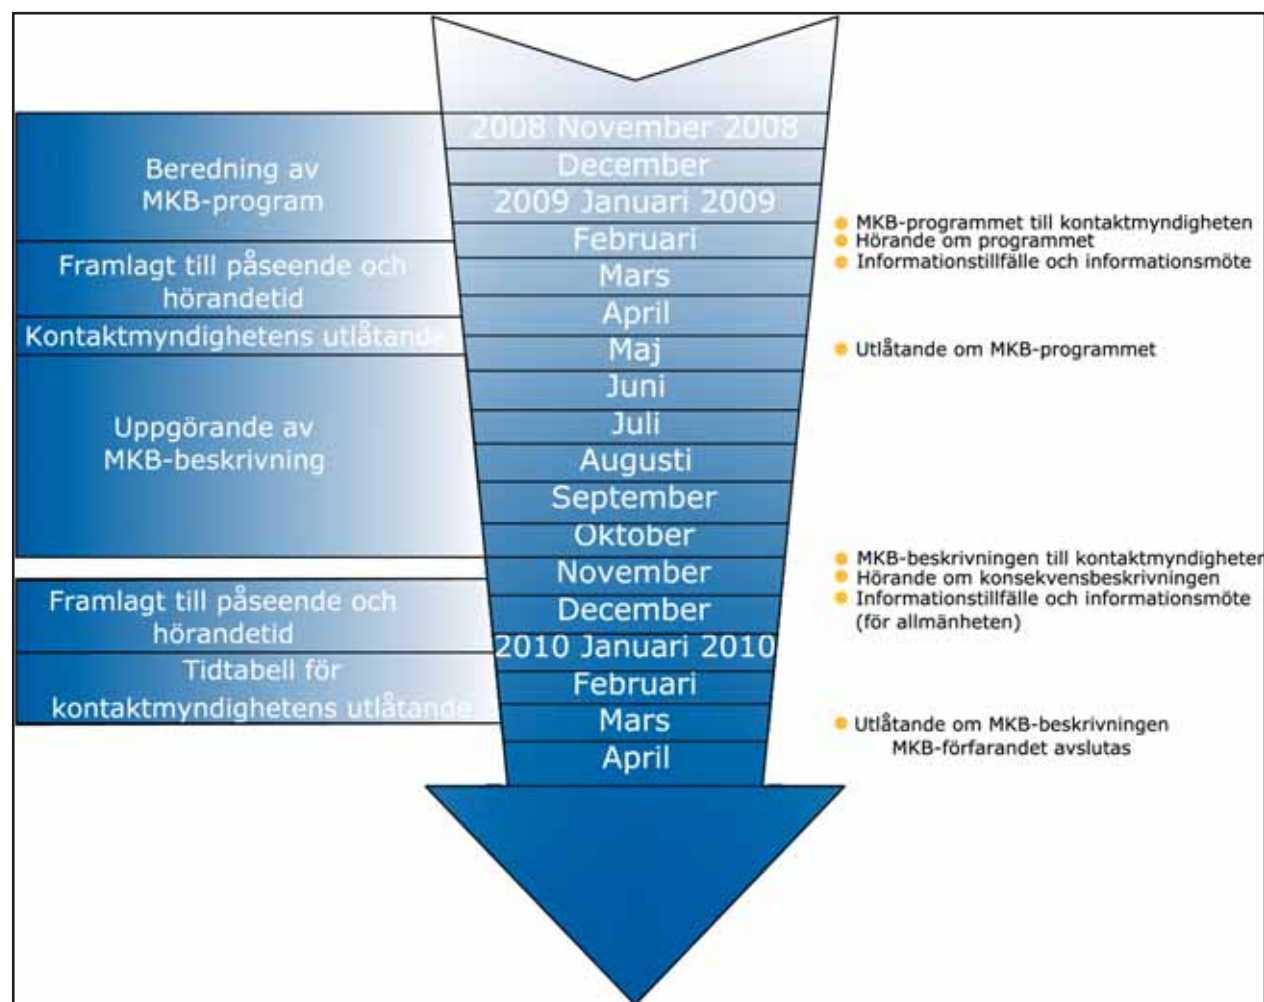 Beredning av
MKB-program
Framlagt till påseende och
hörandetid
Kontaktmyndighetens utlåtande
Uppgörande av
MKB-beskrivning
Framlagt till påseende och
hörandetid
Tidtabell för
kontaktmyndighetens utlåtande
2008 November 2008
December
2009 Januari 2009
Februari
Mars
April
Maj
Juni
Juli
Augusti
September
Oktober
November
December
2010 Januari 2010
Februari
Mars
April
MKB-programmet till kontaktmyndigheten
Hörande om programmet
Informationstillfälle och informationsmöte
Utlåtande om MKB-programmet
MKB-beskrivningen till kontaktmyndigheten
Hörande om konsekvensbeskrivningen
Informationstillfälle och informationsmöte
(för allmänheten)
Utlåtande om MKB-beskrivningen
MKB-förfarandet avslutas